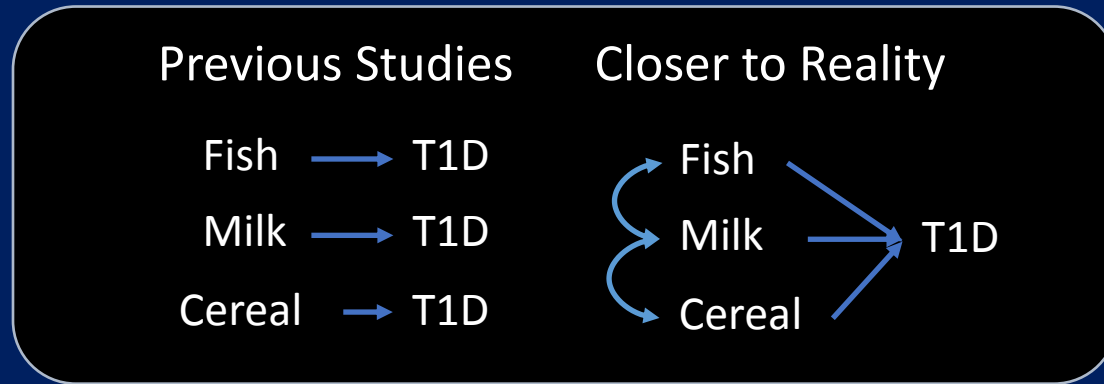 Previous Studies
Fish T1D
Milk T1D
Cereal T1D
Closer to Reality
Fish
Milk
Cereal
T1D